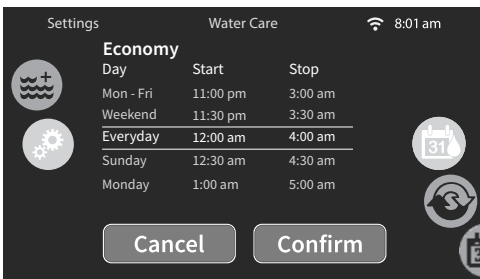 Settings Water Care 8:01 am
Economy
Day Start Stop
Mon - Fri 11:00 pm 3:00 am
Weekend 11:30 pm 3:30 am
Everyday 12:00 am 4:00 am
Sunday 12:30 am 4:30 am
Monday 1:00 am 5:00 am
31
Cancel Confirm